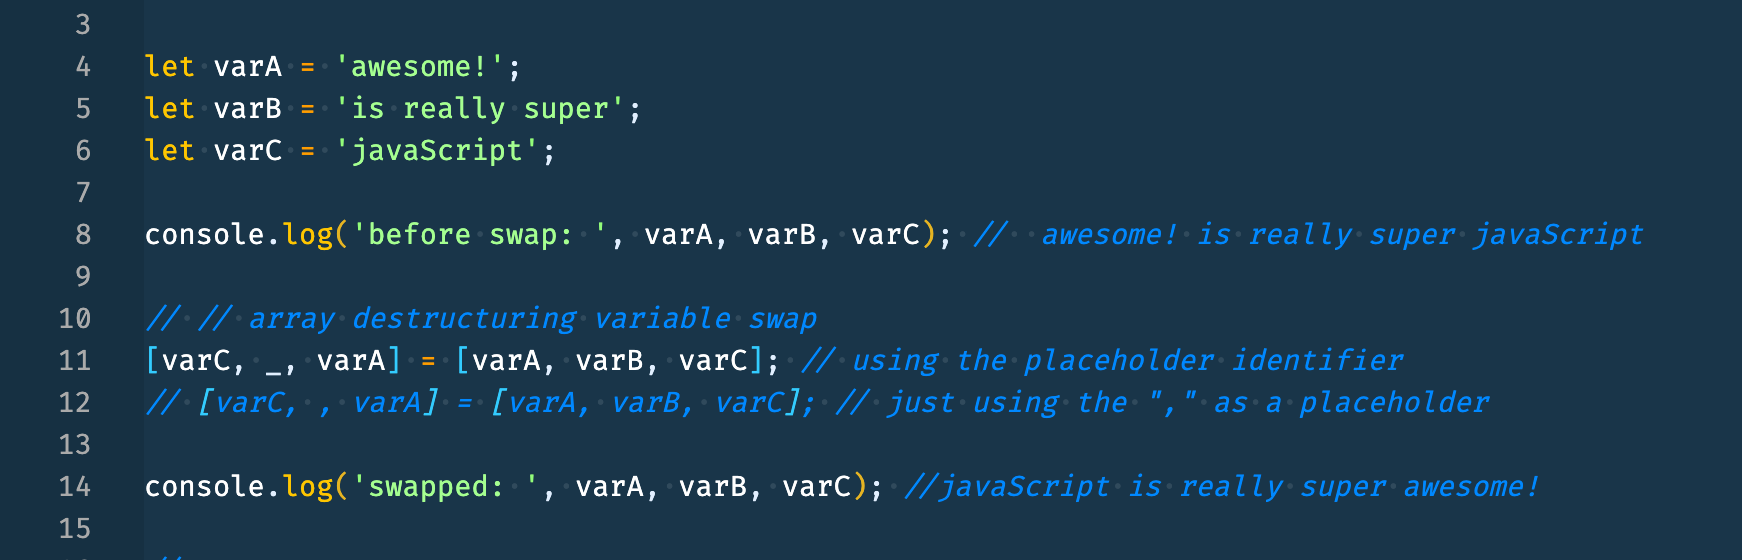 3
4 let varA = 'awesome!';
5 let varB = 'is really super';
6 let varC = 'javaScript';
7
8 console.log('before swap: ', varA, varB, varC); //  awesome! is really super javaScript
9
10 // // array destructuring variable swap
11 [varC, _, varA] = [varA, varB, varC]; // using the placeholder identifier
12 // [varC, , varA] = [varA, varB, varC]; // just using the "," as a placeholder
13
14 console.log('swapped: ', varA, varB, varC); //javaScript is really super awesome!
15
//